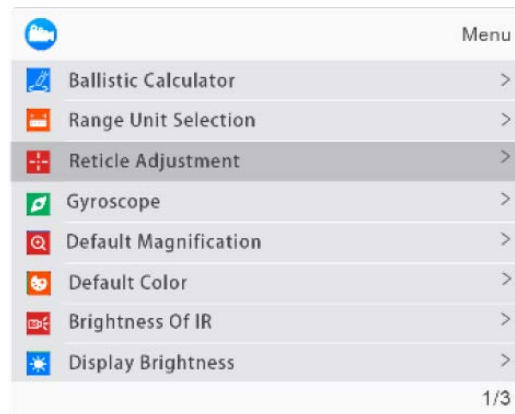 Menu
Ballistic Calculator >
Range Unit Selection >
Reticle Adjustment >
Gyroscope >
Default Magnification >
Default Color >
Brightness Of IR >
Display Brightness >
1/3